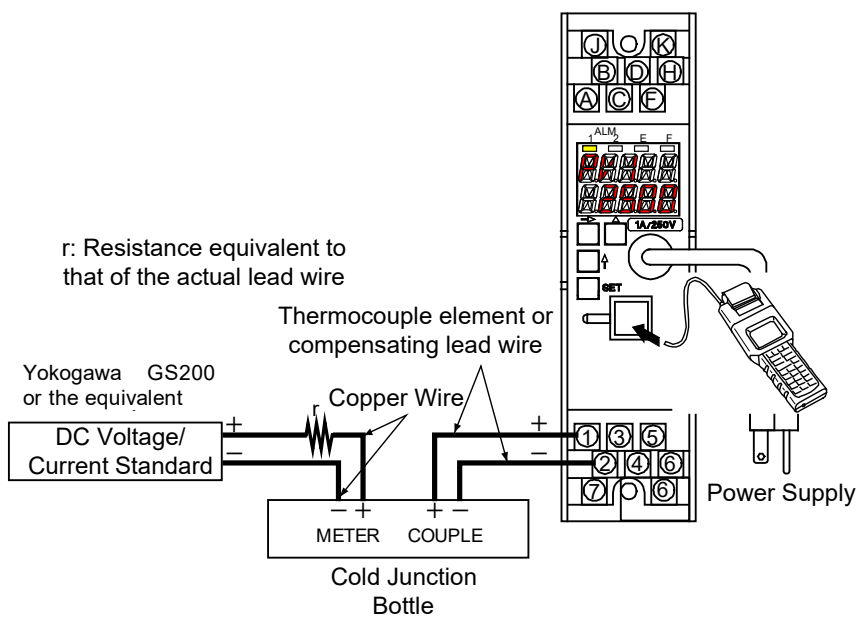 J K
B D H
A C F
ALM
1 2 E F
1A/250V
SET
r: Resistance equivalent to
that of the actual lead wire
Thermocouple element or
compensating lead wire
Yokogawa GS200
or the equivalent
r
Copper Wire
+
−
DC Voltage/
Current Standard
+
−
1 3 5
2 4 6
7 6
Power Supply
− + + −
METER COUPLE
Cold Junction
Bottle